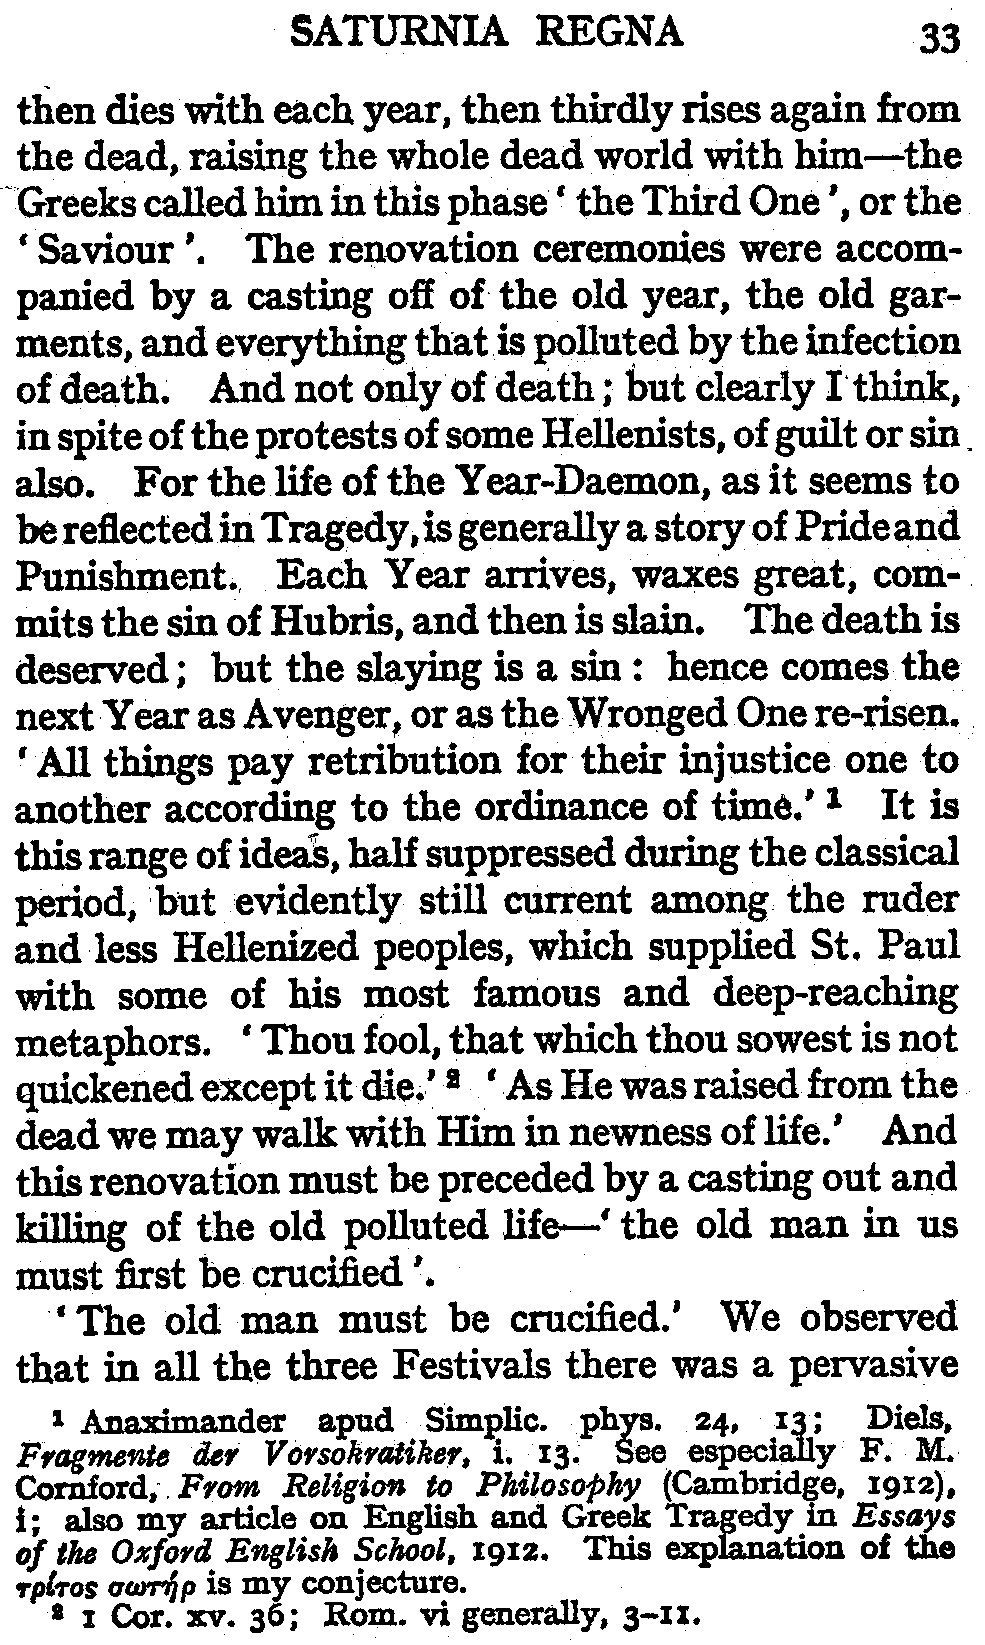 SATURNIA REGNA 33
then dies with each year, then thirdly rises again from
the dead, raising the whole dead world with him—the
Greeks called him in this phase ‘ the Third One ’, or the
‘ Saviour ’. The renovation ceremonies were accom-
panied by a casting off of the old year, the old gar-
ments, and everything that is polluted by the infection
of death. And not only of death ; but clearly I think,
in spite of the protests of some Hellenists, of guilt or sin
also. For the life of the Year-Daemon, as it seems to
be reflected in Tragedy, is generally a story of Pride and
Punishment. Each Year arrives, waxes great, com-
mits the sin of Hubris, and then is slain. The death is
deserved ; but the slaying is a sin : hence comes the
next Year as Avenger, or as the Wronged One re-risen.
‘ All things pay retribution for their injustice one to
another according to the ordinance of time.’ ¹ It is
this range of ideas, half suppressed during the classical
period, but evidently still current among the ruder
and less Hellenized peoples, which supplied St. Paul
with some of his most famous and deep-reaching
metaphors. ‘ Thou fool, that which thou sowest is not
quickened except it die.’ ² ‘ As He was raised from the
dead we may walk with Him in newness of life.’ And
this renovation must be preceded by a casting out and
killing of the old polluted life—‘ the old man in us
must first be crucified ’.
‘ The old man must be crucified.’ We observed
that in all the three Festivals there was a pervasive
¹ Anaximander apud Simplic. phys. 24, 13; Diels,
Fragmente der Vorsokratiker, i. 13. See especially F. M.
Cornford, From Religion to Philosophy (Cambridge, 1912),
i; also my article on English and Greek Tragedy in Essays
of the Oxford English School, 1912. This explanation of the
τρίτος σωτήρ is my conjecture.
² 1 Cor. xv. 36; Rom. vi generally, 3–11.